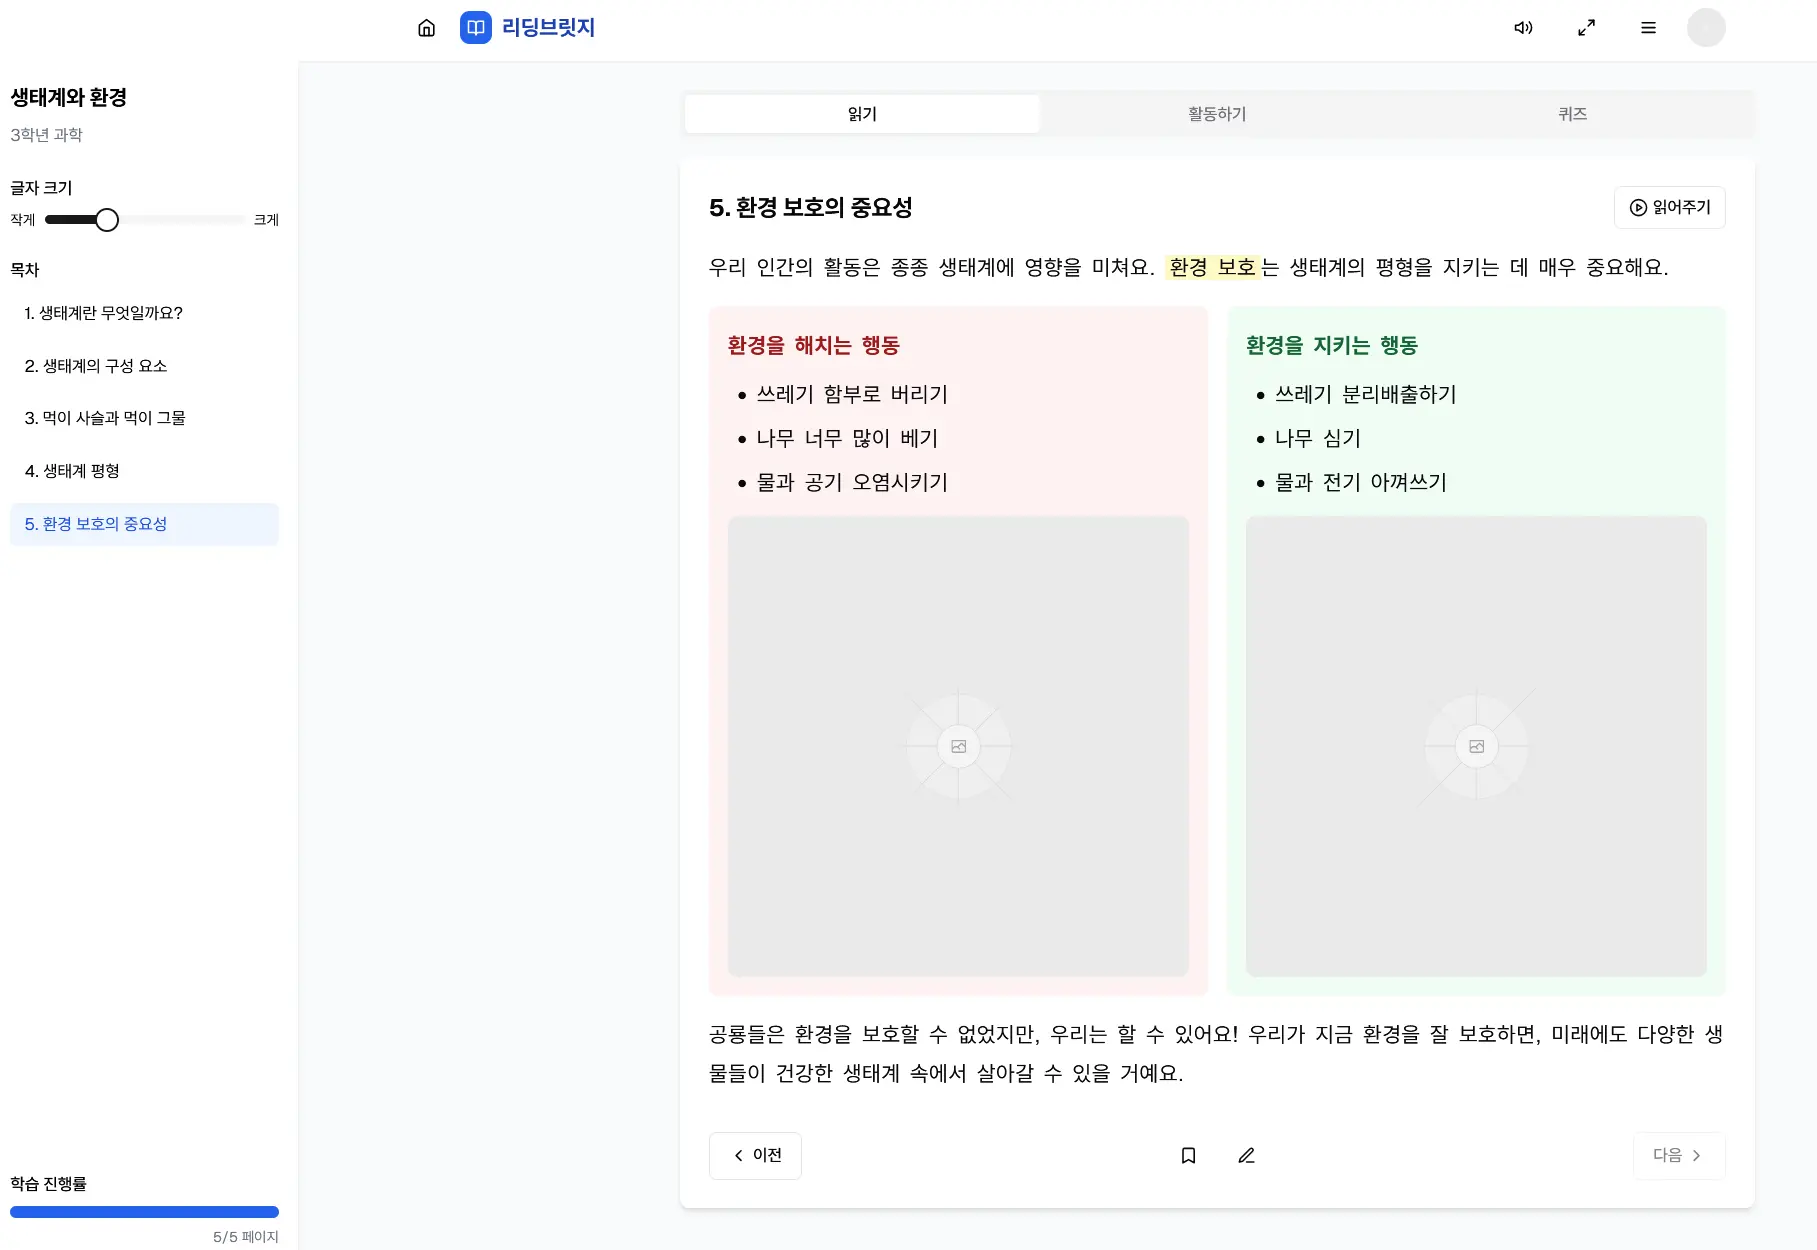 리딩브릿지
생태계와 환경
3학년 과학
글자 크기
작게 크게
목차
1. 생태계란 무엇일까요?
2. 생태계의 구성 요소
3. 먹이 사슬과 먹이 그물
4. 생태계 평형
5. 환경 보호의 중요성
학습 진행률
5/5 페이지
읽기 활동하기 퀴즈
5. 환경 보호의 중요성
읽어주기
우리 인간의 활동은 종종 생태계에 영향을 미쳐요. 환경 보호는 생태계의 평형을 지키는 데 매우 중요해요.
환경을 해치는 행동
• 쓰레기 함부로 버리기
• 나무 너무 많이 베기
• 물과 공기 오염시키기
환경을 지키는 행동
• 쓰레기 분리배출하기
• 나무 심기
• 물과 전기 아껴쓰기
공룡들은 환경을 보호할 수 없었지만, 우리는 할 수 있어요! 우리가 지금 환경을 잘 보호하면, 미래에도 다양한 생
물들이 건강한 생태계 속에서 살아갈 수 있을 거예요.
이전 다음